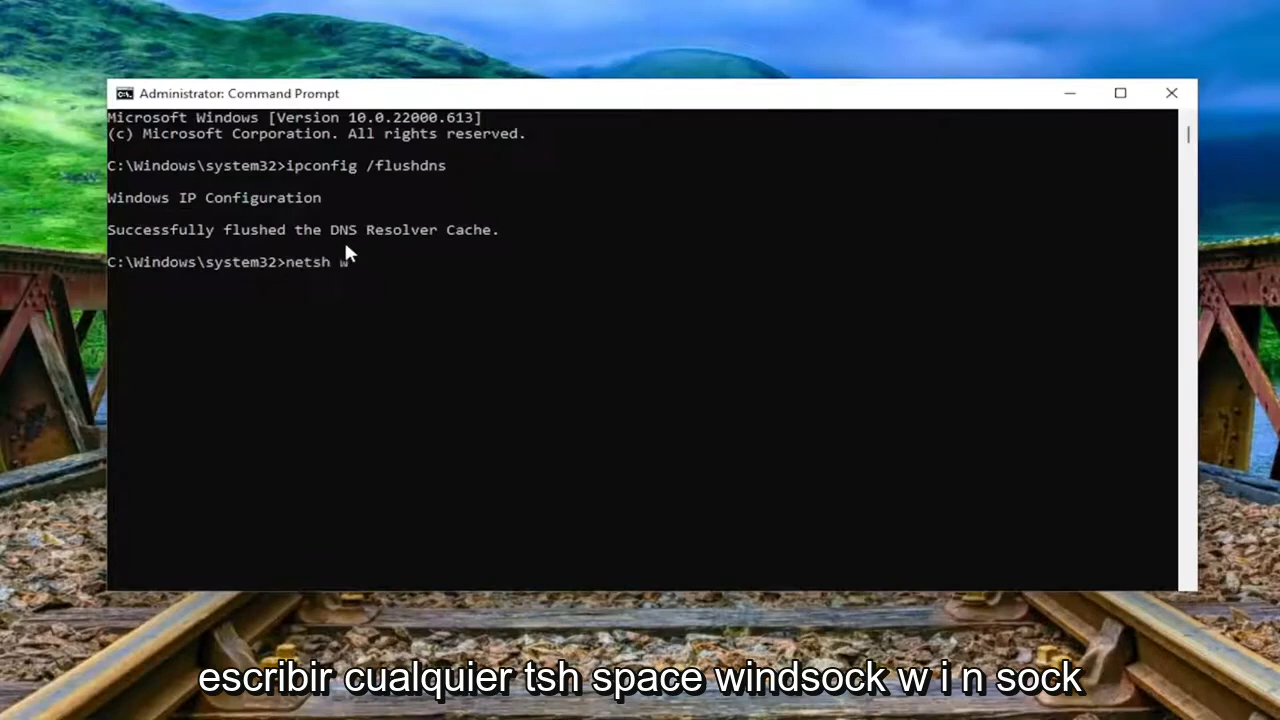 Administrator: Command Prompt
Microsoft Windows [Version 10.0.22000.613]
(c) Microsoft Corporation. All rights reserved.
C:\Windows\system32>ipconfig /flushdns
Windows IP Configuration
Successfully flushed the DNS Resolver Cache.
C:\Windows\system32>netsh w
escribir cualquier tsh space windsock w i n sock